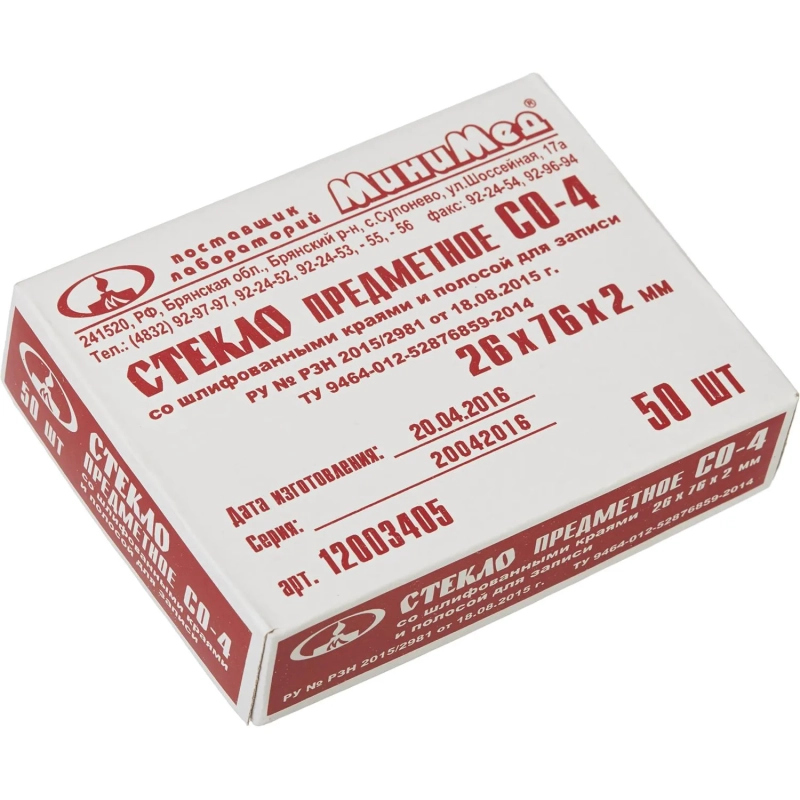 поставщик
лабораторий
МиниМед®
241520, РФ, Брянская обл., Брянский р-н, с.Супонево, ул.Шоссейная, 17а
Тел.: (4832) 92-97-97, 92-24-52, 92-24-53, - 55, - 56 факс: 92-24-54, 92-96-94
СТЕКЛО ПРЕДМЕТНОЕ СО-4
со шлифованными краями и полосой для записи
РУ № РЗН 2015/2981 от 18.08.2015 г.
ТУ 9464-012-52876859-2014
26х76х2 мм
50 шт
Дата изготовления: 20.04.2016
Серия: 20042016
арт. 12003405
50 шт
СТЕКЛО
ПРЕДМЕТНОЕ СО-4
со шлифованными краями
и полосой для записи
СТЕКЛО ПРЕДМЕТНОЕ СО-4
со шлифованными краями 26 х 76 х 2 мм
и полосой для записи ТУ 9464-012-52876859-2014
РУ № РЗН 2015/2981 от 18.08.2015 г.